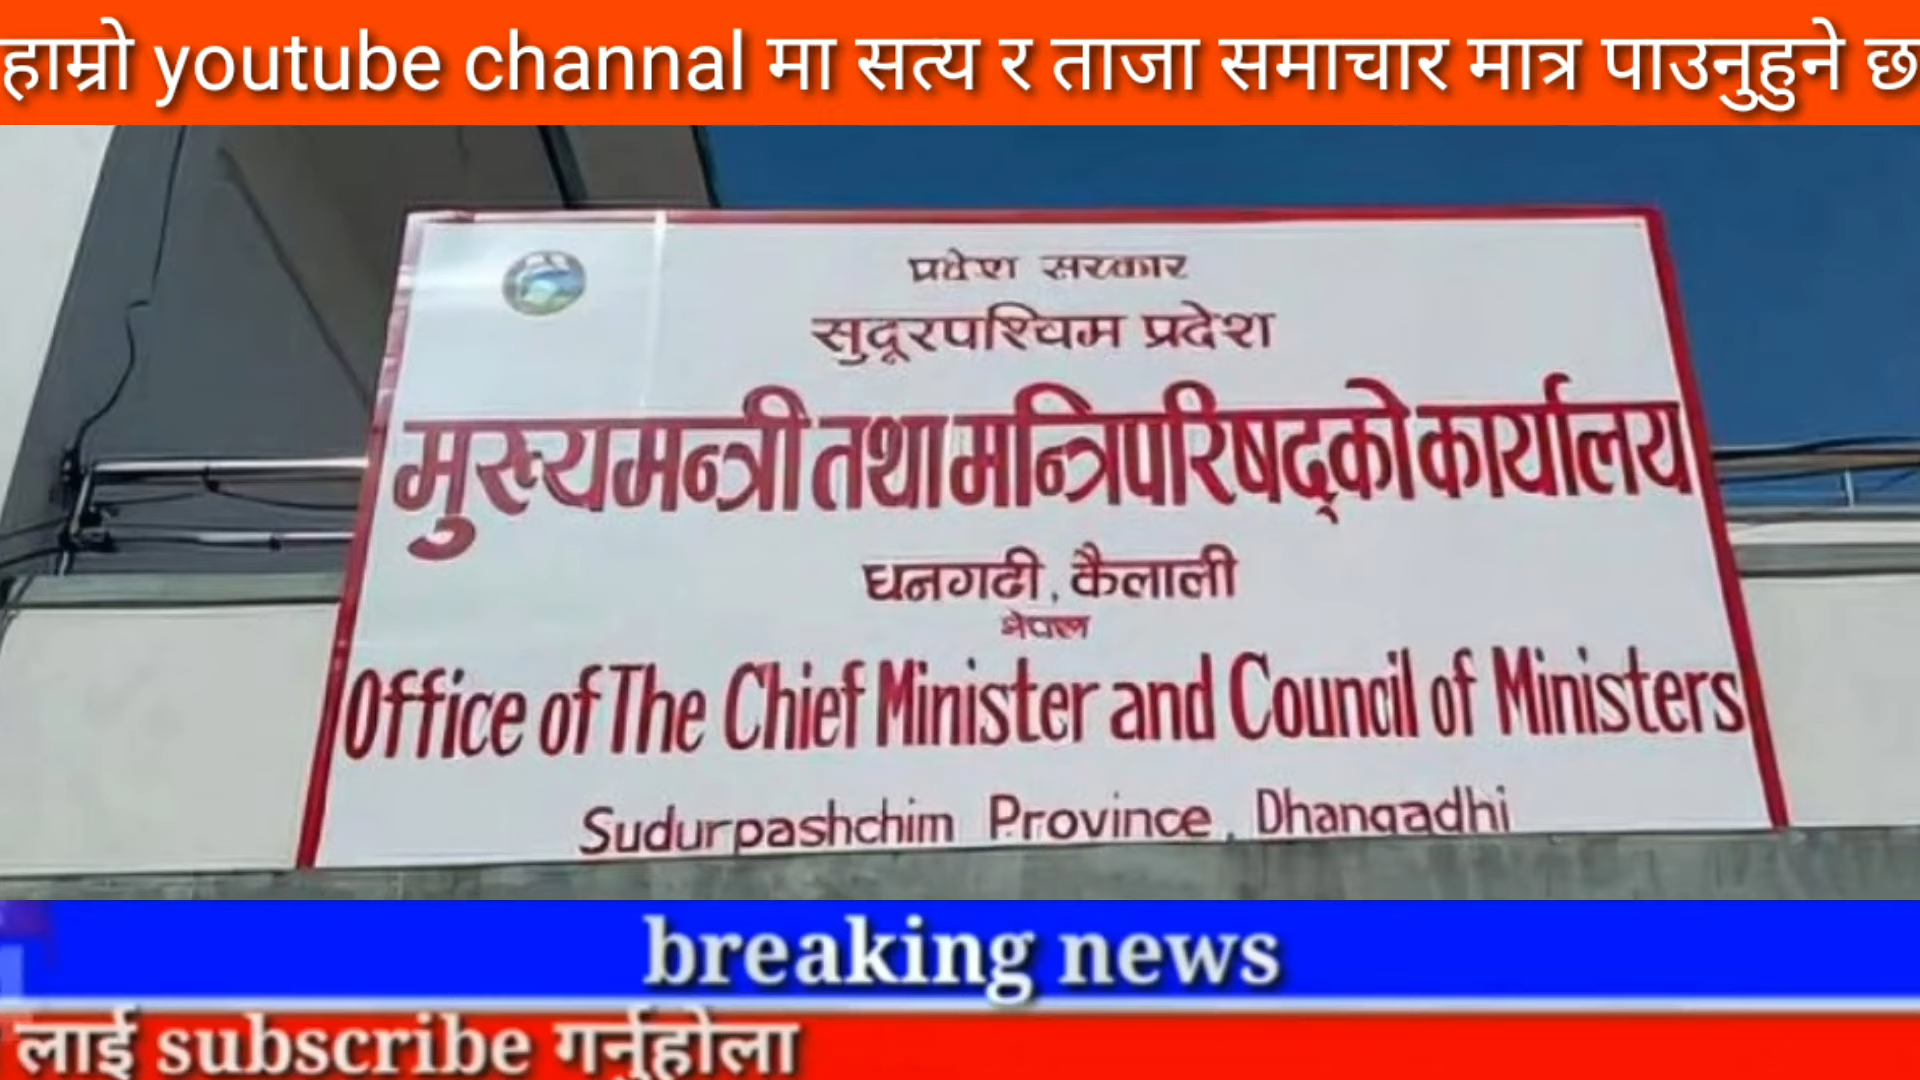 हाम्रो youtube channal मा सत्य र ताजा समाचार मात्र पाउनुहुने छ
प्रदेश सरकार
सुदूरपश्चिम प्रदेश
मुख्यमन्त्री तथा मन्त्रिपरिषद्को कार्यालय
धनगढी, कैलाली
नेपाल
Office of The Chief Minister and Council of Ministers
Sudurpashchim Province, Dhangadhi
breaking news
लाई subscribe गर्नुहोला